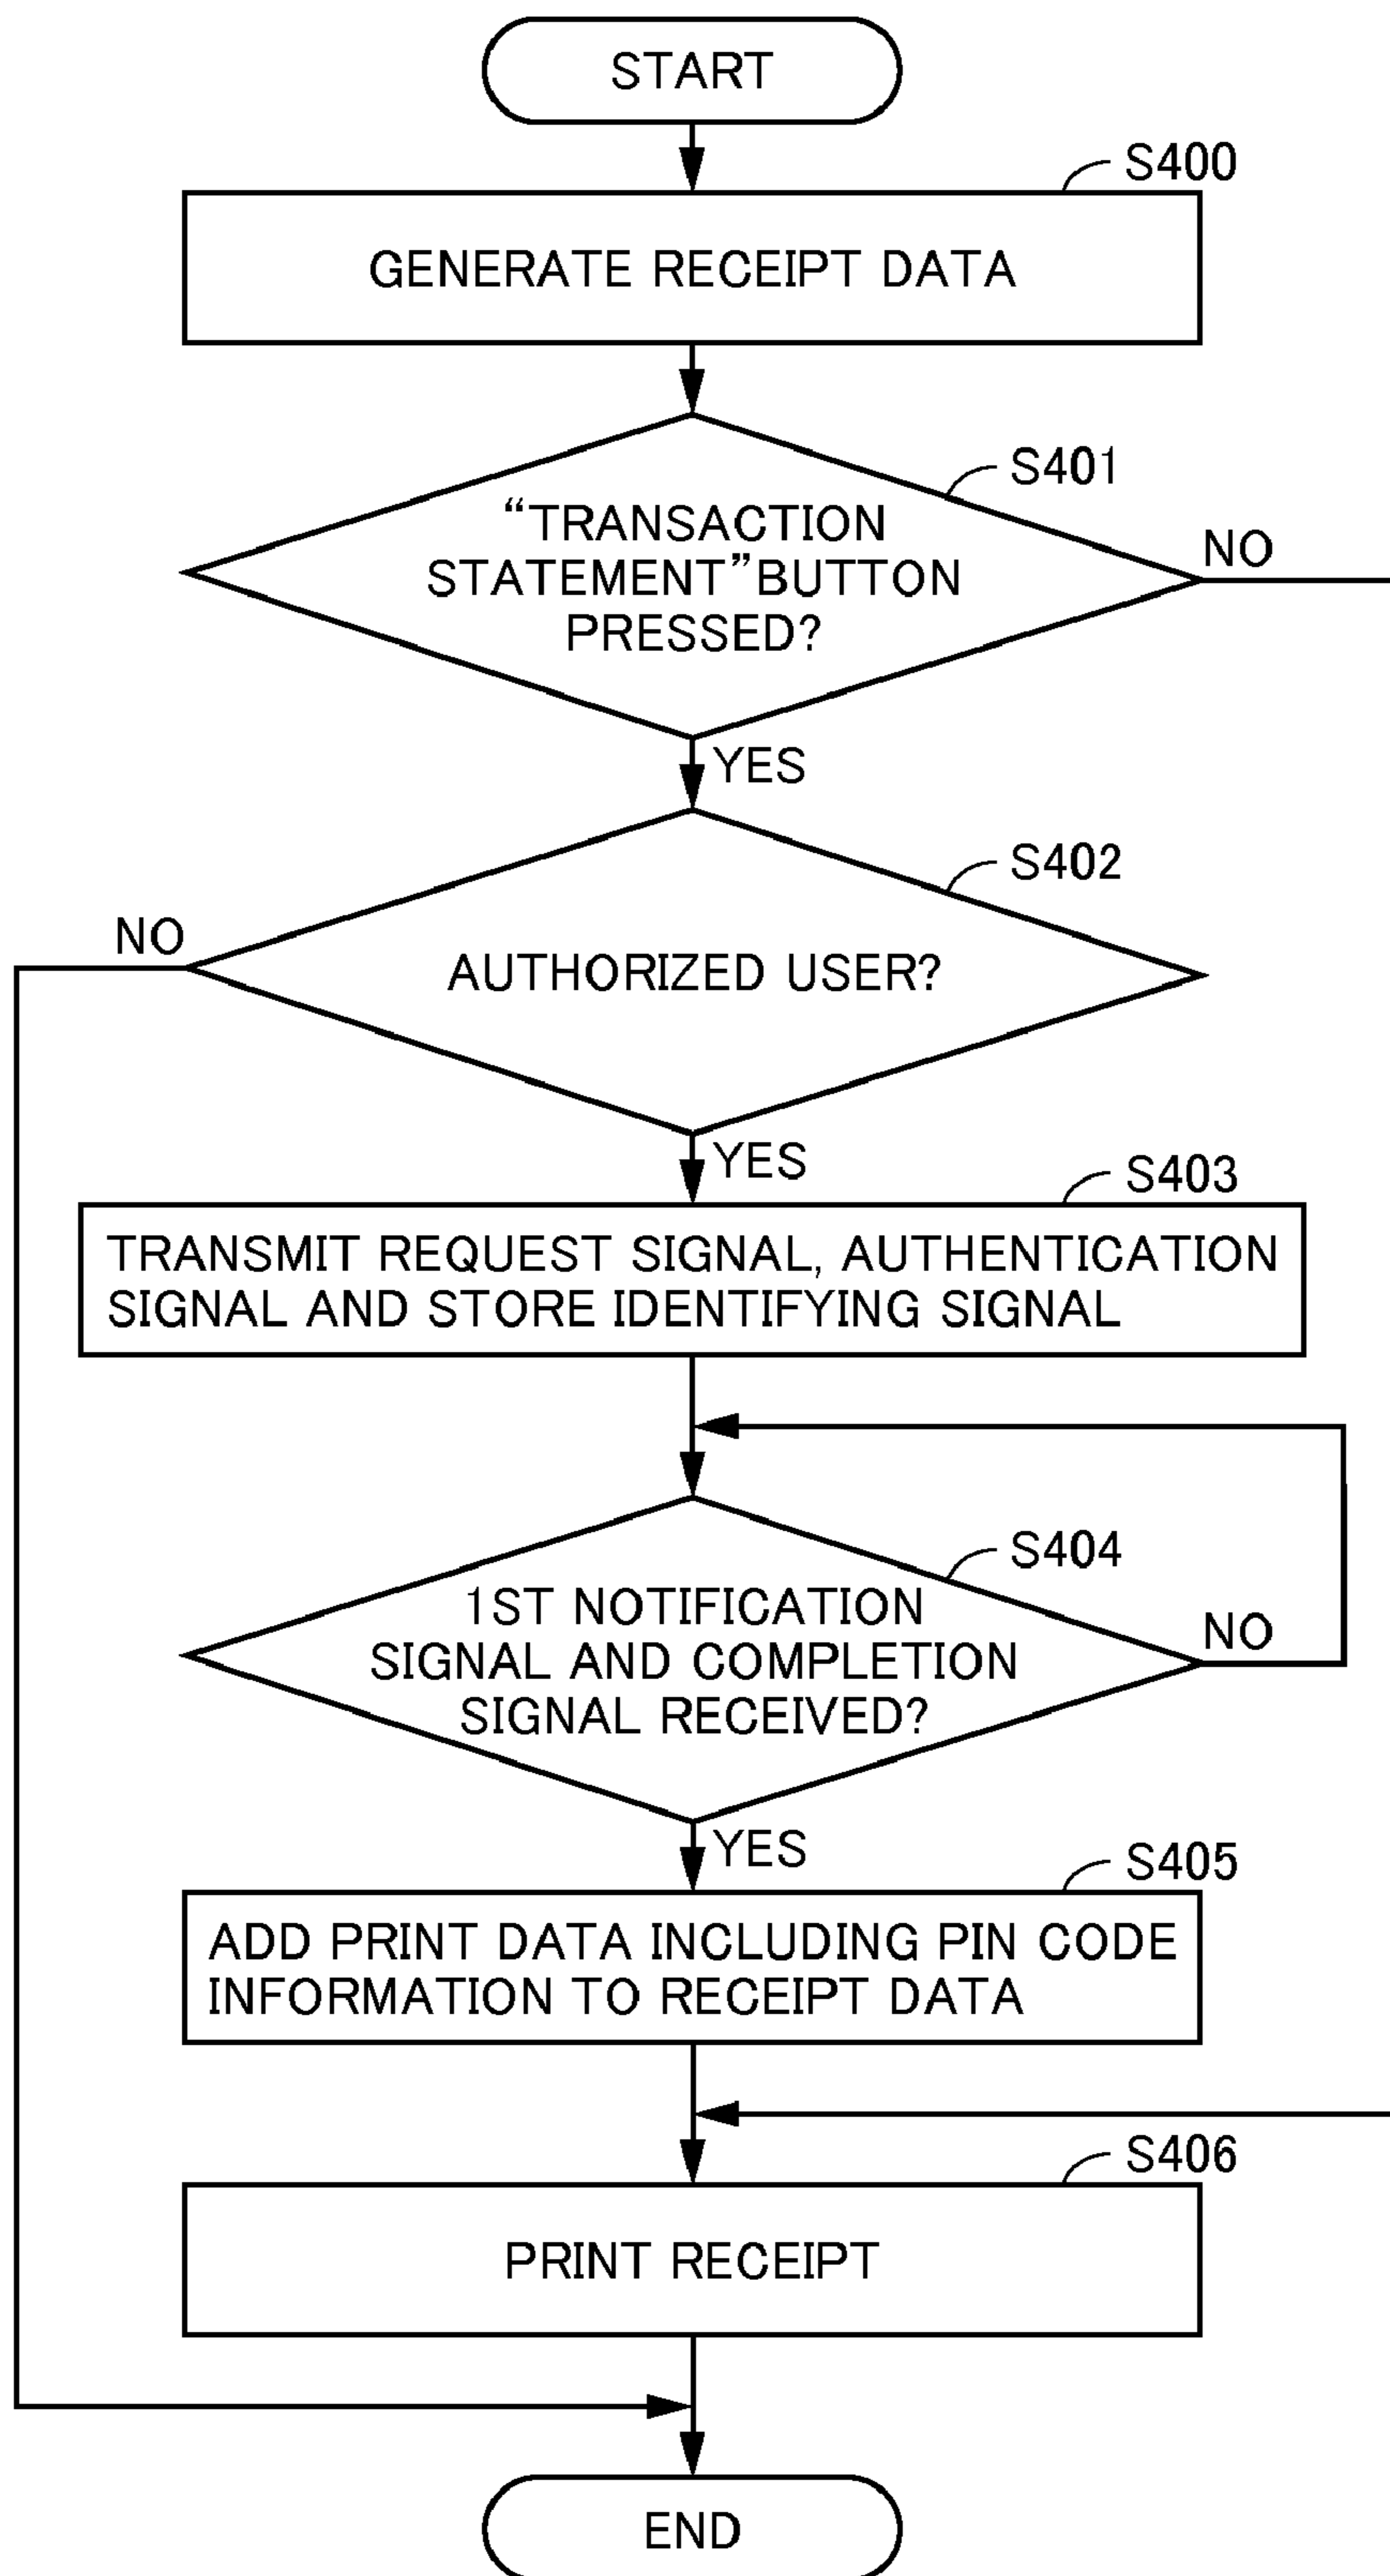 START
S400
GENERATE RECEIPT DATA
S401
“TRANSACTION
STATEMENT”BUTTON
PRESSED?
NO
YES
S402
NO
AUTHORIZED USER?
YES
S403
TRANSMIT REQUEST SIGNAL, AUTHENTICATION
SIGNAL AND STORE IDENTIFYING SIGNAL
S404
1ST NOTIFICATION
SIGNAL AND COMPLETION
SIGNAL RECEIVED?
NO
YES
S405
ADD PRINT DATA INCLUDING PIN CODE
INFORMATION TO RECEIPT DATA
S406
PRINT RECEIPT
END